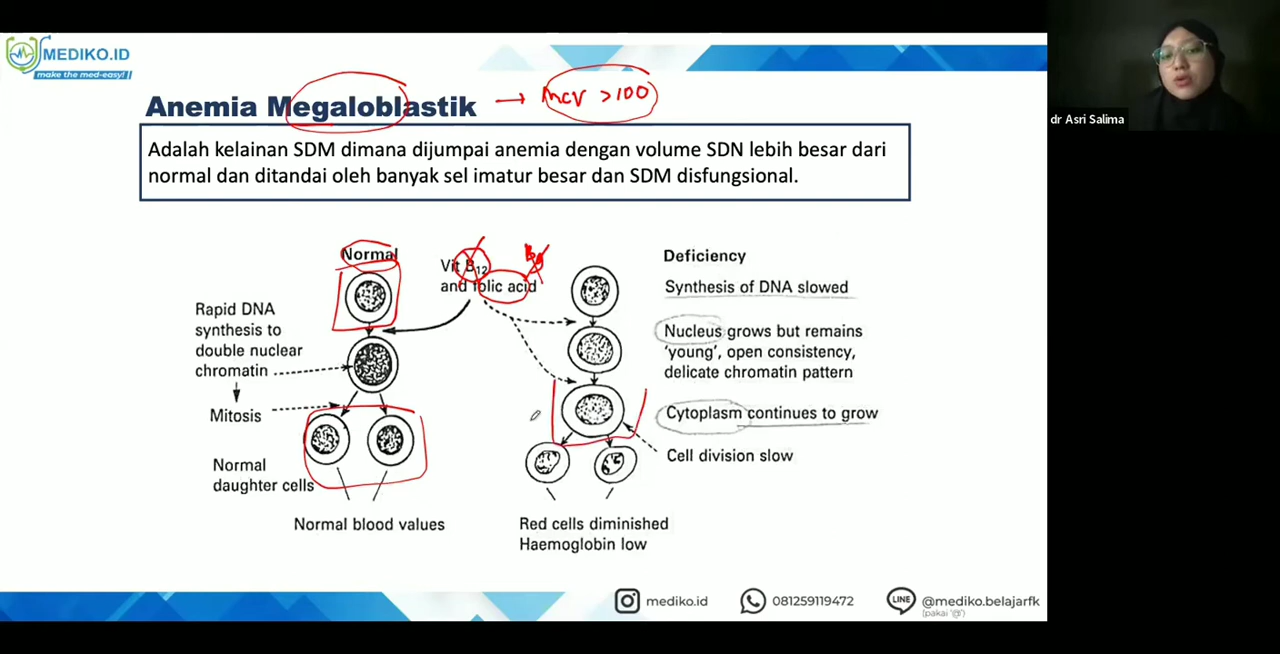 MEDIKO.ID
make the med-easy!
Anemia Megaloblastik → MCV >100
dr Asri Salima
Adalah kelainan SDM dimana dijumpai anemia dengan volume SDN lebih besar dari
normal dan ditandai oleh banyak sel imatur besar dan SDM disfungsional.
Normal
Vit B12
and folic acid
B9
Deficiency
Synthesis of DNA slowed
Rapid DNA
synthesis to
double nuclear
chromatin
Nucleus grows but remains
'young', open consistency,
delicate chromatin pattern
Mitosis
Cytoplasm continues to grow
Cell division slow
Normal
daughter cells
Normal blood values
Red cells diminished
Haemoglobin low
mediko.id
081259119472
LINE
@mediko.belajarfk
(pakai '@')